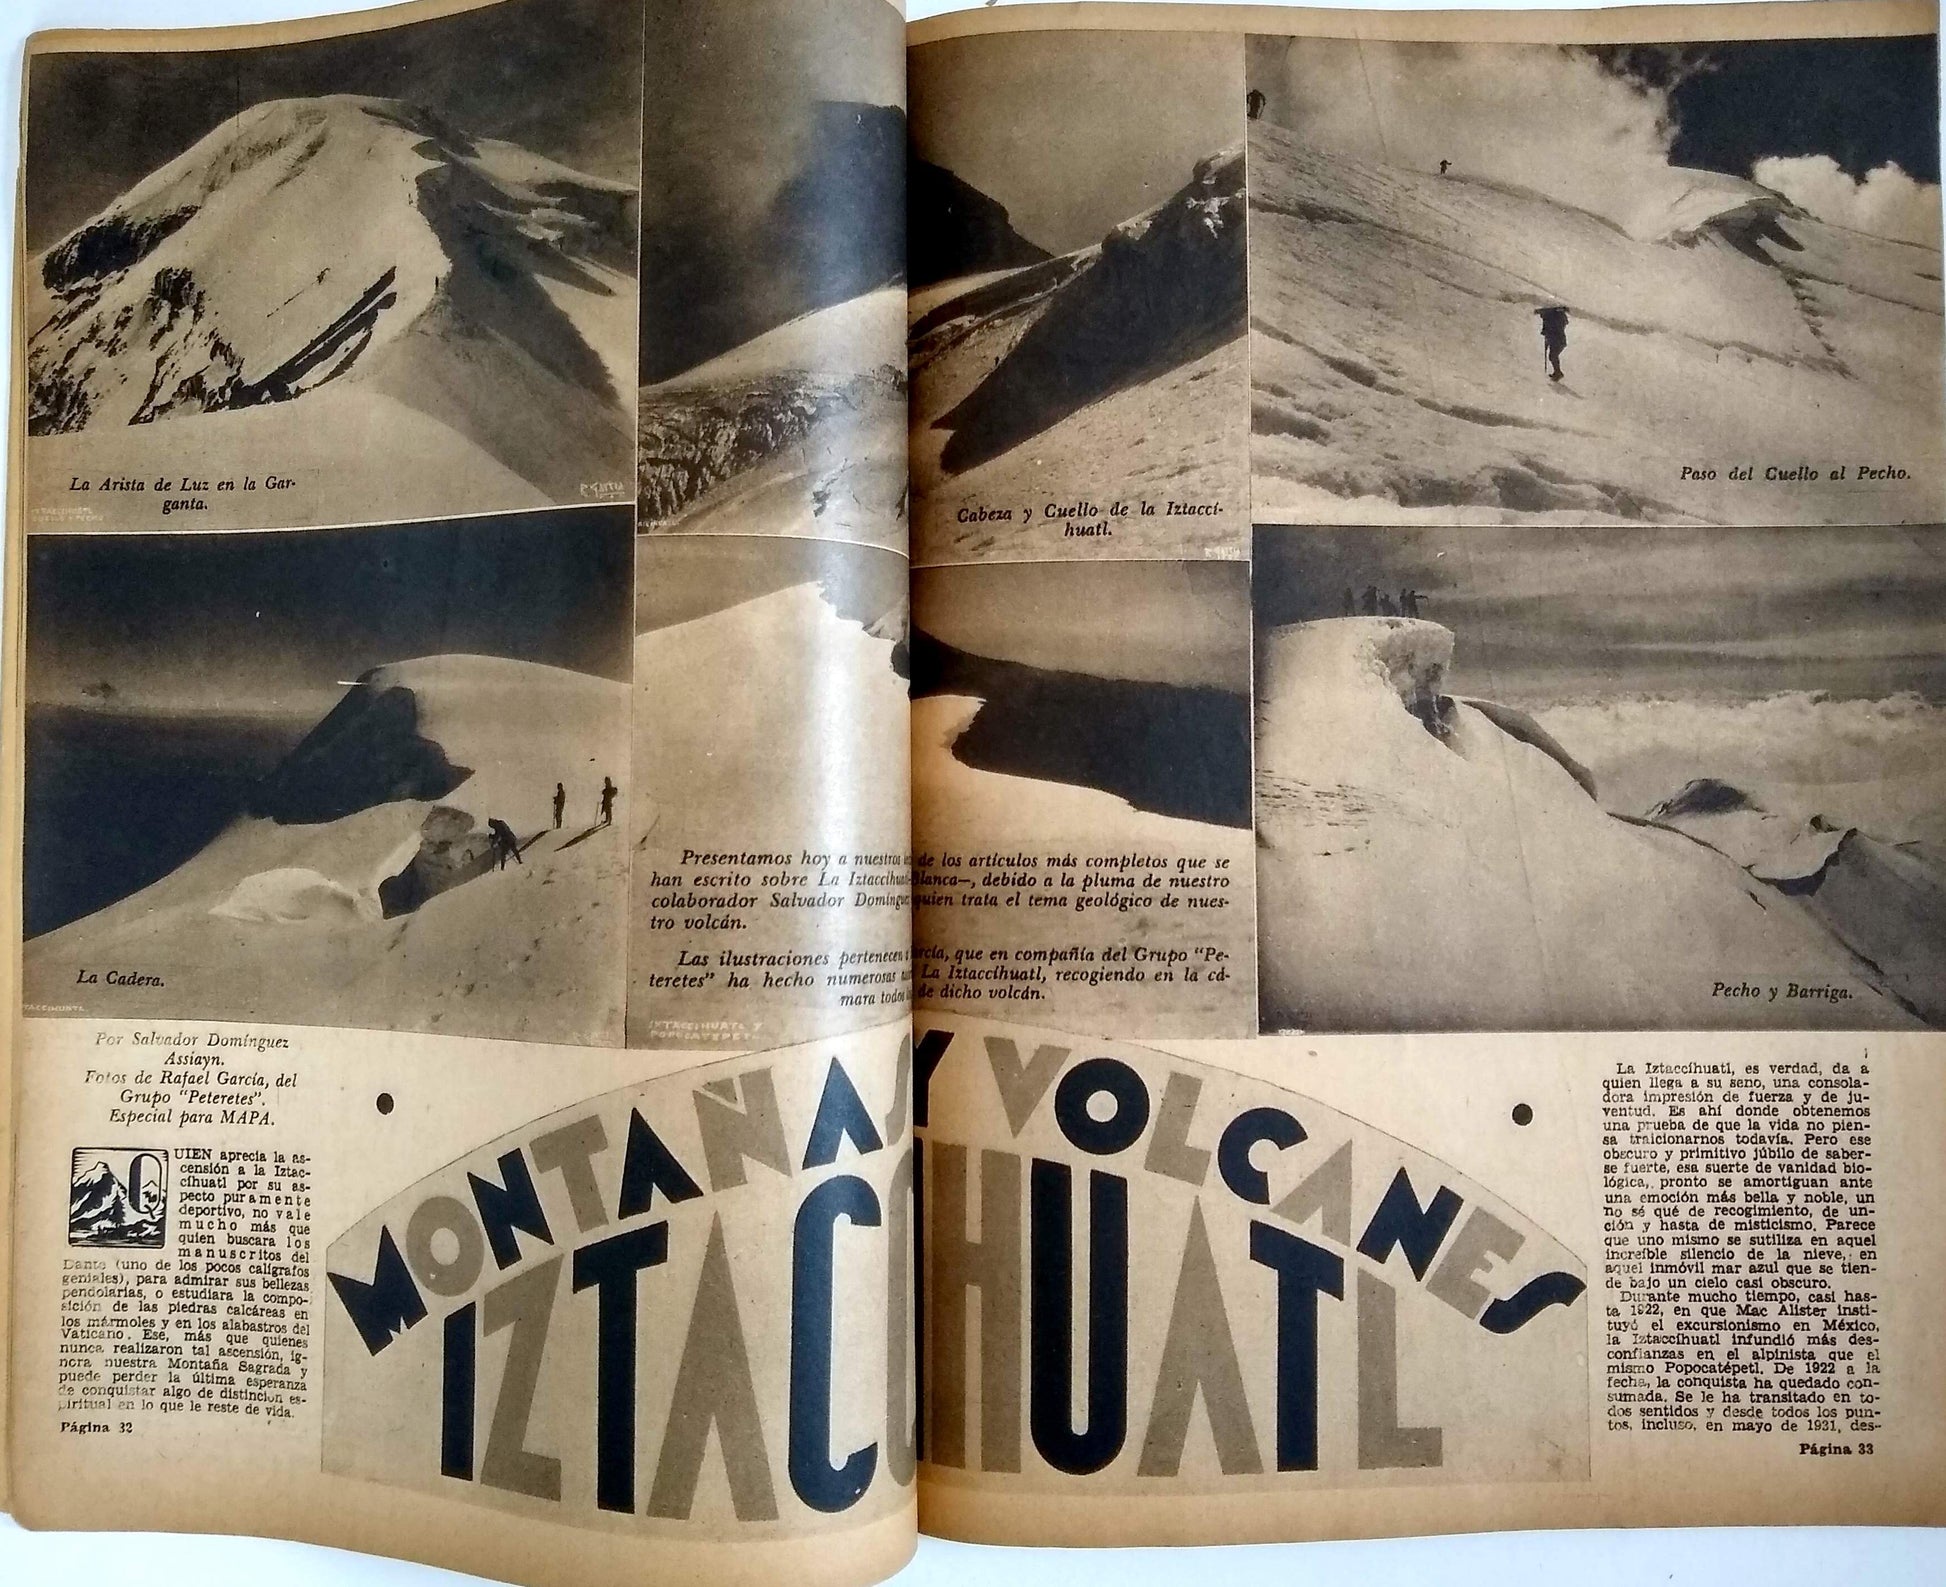 La Arista de Luz en la Gar-
ganta.
Cabeza y Cuello de la Iztaccí-
huatl.
Paso del Cuello al Pecho.
La Cadera.
IXTACCIHUATL Y
POPOCATEPETL
Presentamos hoy a nuestros de los artículos más completos que se
han escrito sobre La Iztaccíhuatl Blanca—, debido a la pluma de nuestro
colaborador Salvador Domínguez quien trata el tema geológico de nues-
tro volcán.
Las ilustraciones pertenecen a García, que en compañía del Grupo "Pe-
teretes" ha hecho numerosas La Iztaccíhuatl, recogiendo en la cá-
mara todos de dicho volcán.
Pecho y Barriga.
Por Salvador Domínguez
Assiayn.
Fotos de Rafael García, del
Grupo "Peteretes".
Especial para MAPA.
MONTAÑAS Y VOLCANES
IZTACCIHUATL
QUIEN aprecia la as-
censión a la Iztac-
cíhuatl por su as-
pecto puramente
deportivo, no vale
mucho más que
quien buscara los
manuscritos del
Dante (uno de los pocos calígrafos
geniales), para admirar sus bellezas
pendolarias, o estudiara la compo-
sición de las piedras calcáreas en
los mármoles y en los alabastros del
Vaticano. Ese, más que quienes
nunca realizaron tal ascensión, ig-
nora nuestra Montaña Sagrada y
puede perder la última esperanza
de conquistar algo de distinción es-
piritual en lo que le reste de vida.
Página 32
La Iztaccíhuatl, es verdad, da a
quien llega a su seno, una consola-
dora impresión de fuerza y de ju-
ventud. Es ahí donde obtenemos
una prueba de que la vida no pien-
sa traicionarnos todavía. Pero ese
obscuro y primitivo júbilo de saber-
se fuerte, esa suerte de vanidad bio-
lógica, pronto se amortiguan ante
una emoción más bella y noble, un
no sé qué de recogimiento, de un-
ción y hasta de misticismo. Parece
que uno mismo se sutiliza en aquel
increíble silencio de la nieve, en
aquel inmóvil mar azul que se tien-
de bajo un cielo casi obscuro.
Durante mucho tiempo, casi has-
ta 1922, en que Mac Alister insti-
tuyó el excursionismo en México,
la Iztaccíhuatl infundió más des-
confianzas en el alpinista que el
mismo Popocatépetl. De 1922 a la
fecha, la conquista ha quedado con-
sumada. Se le ha transitado en to-
dos sentidos y desde todos los pun-
tos, incluso, en mayo de 1931, des-
Página 33